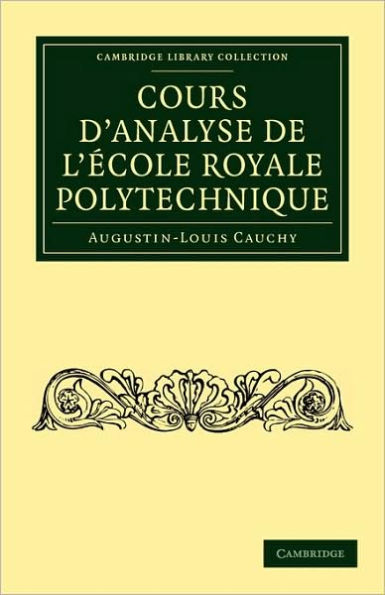 CAMBRIDGE LIBRARY COLLECTION
COURS
D'ANALYSE DE
L'ÉCOLE ROYALE
POLYTECHNIQUE
AUGUSTIN-LOUIS CAUCHY
CAMBRIDGE